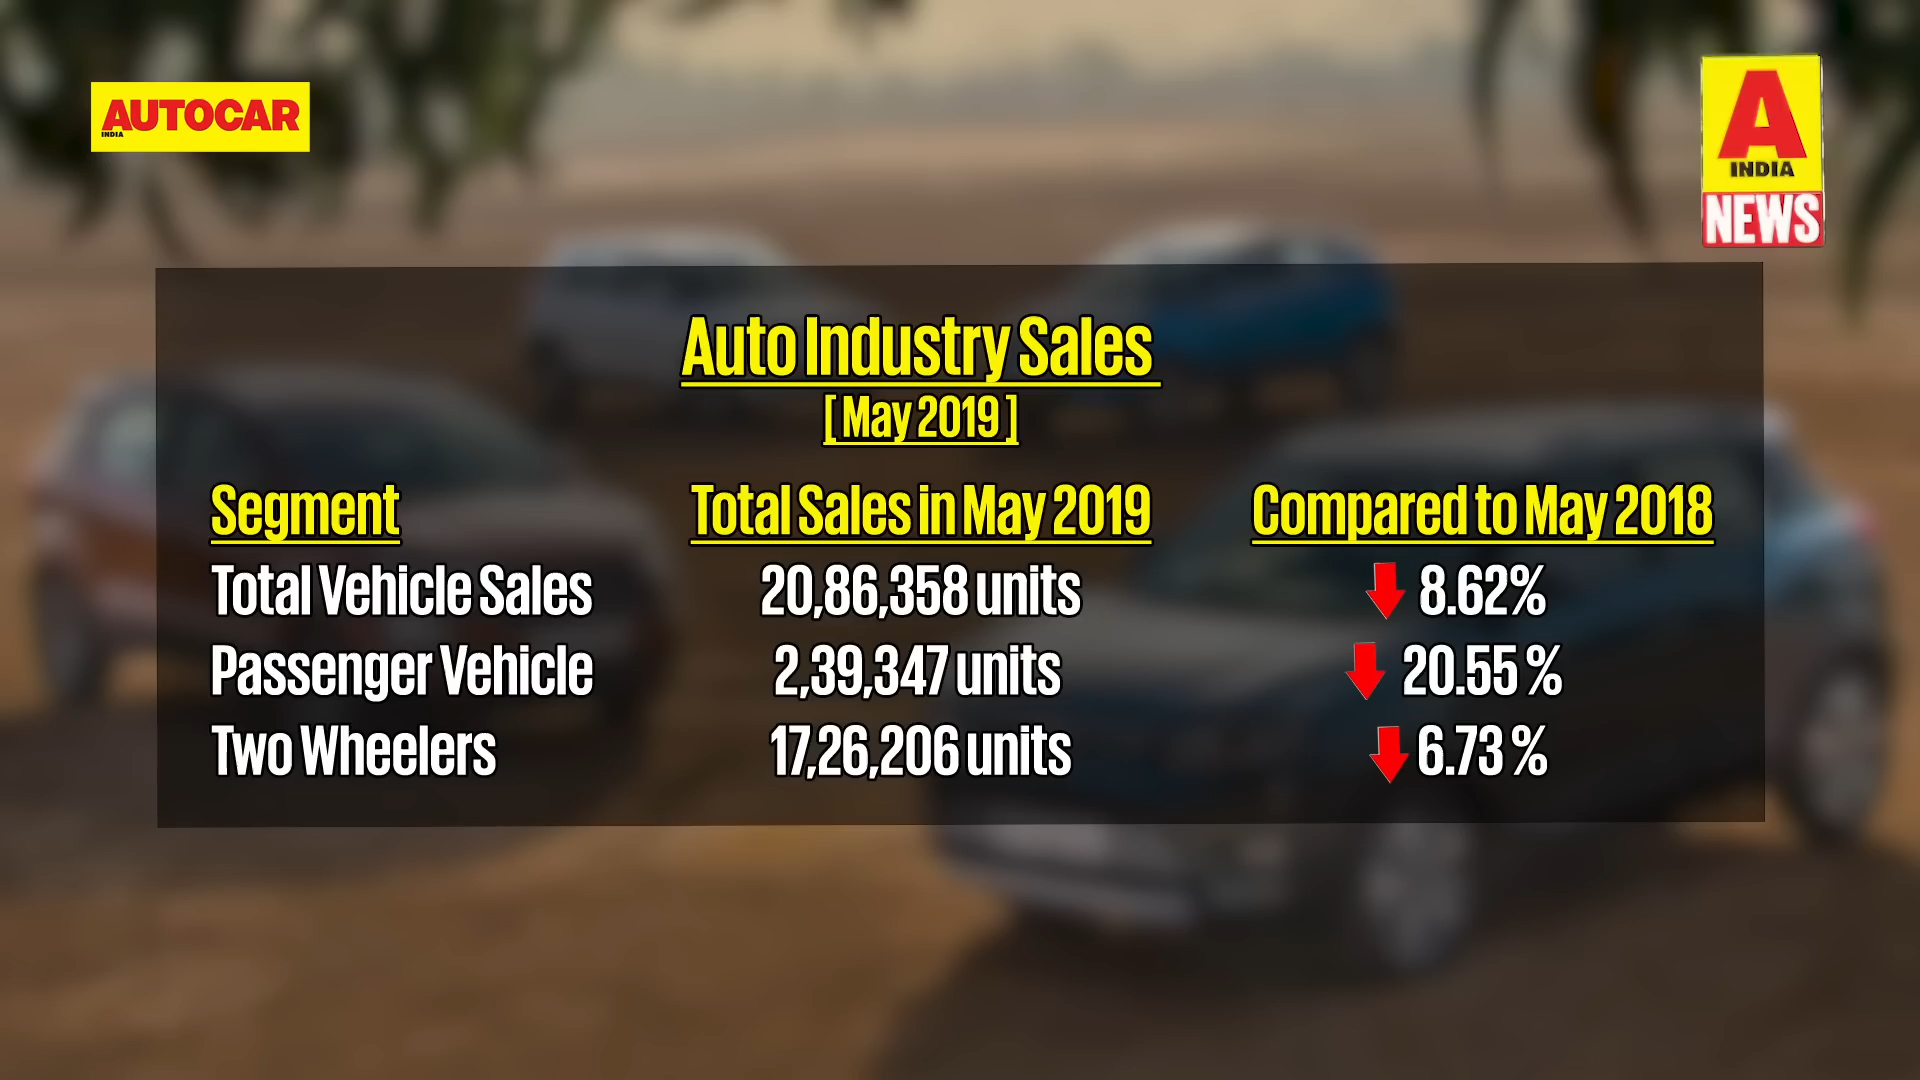 AUTOCAR
INDIA
A
INDIA
NEWS
Auto Industry Sales
[ May 2019 ]
Segment Total Sales in May 2019 Compared to May 2018
Total Vehicle Sales 20,86,358 units 8.62%
Passenger Vehicle 2,39,347 units 20.55 %
Two Wheelers 17,26,206 units 6.73 %